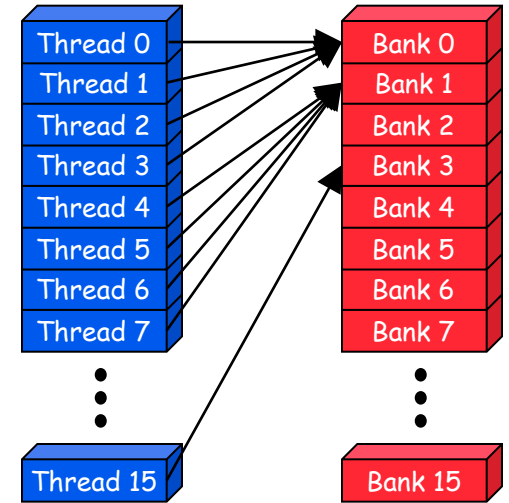 Thread 0
Thread 1
Thread 2
Thread 3
Thread 4
Thread 5
Thread 6
Thread 7
Thread 15
Bank 0
Bank 1
Bank 2
Bank 3
Bank 4
Bank 5
Bank 6
Bank 7
Bank 15